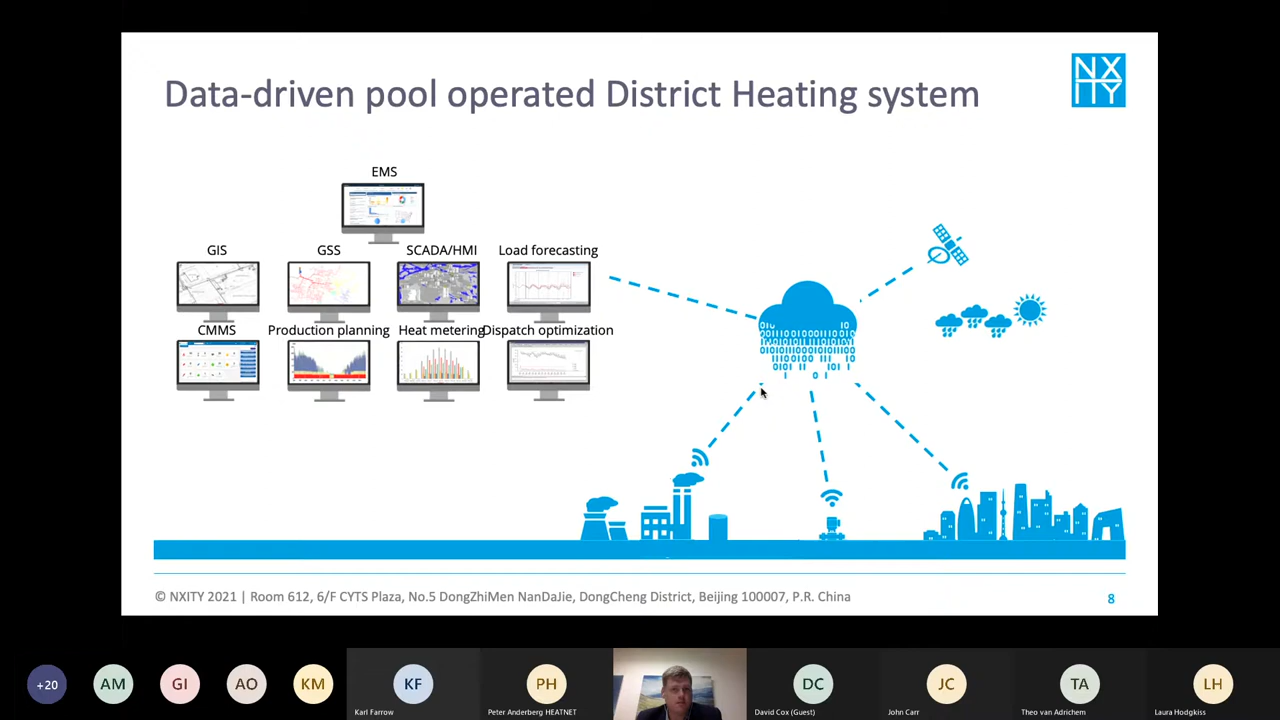 Data-driven pool operated District Heating system
NX
ITY
EMS
GIS
GSS
SCADA/HMI
Load forecasting
CMMS
Production planning
Heat metering
Dispatch optimization
© NXITY 2021 | Room 612, 6/F CYTS Plaza, No.5 DongZhiMen NanDaJie, DongCheng District, Beijing 100007, P.R. China
8
+20
AM
GI
AO
KM
KF
PH
DC
JC
TA
LH
Karl Farrow
Peter Anderberg HEATNET
David Cox (Guest)
John Carr
Theo van Adrichem
Laura Hodgkiss